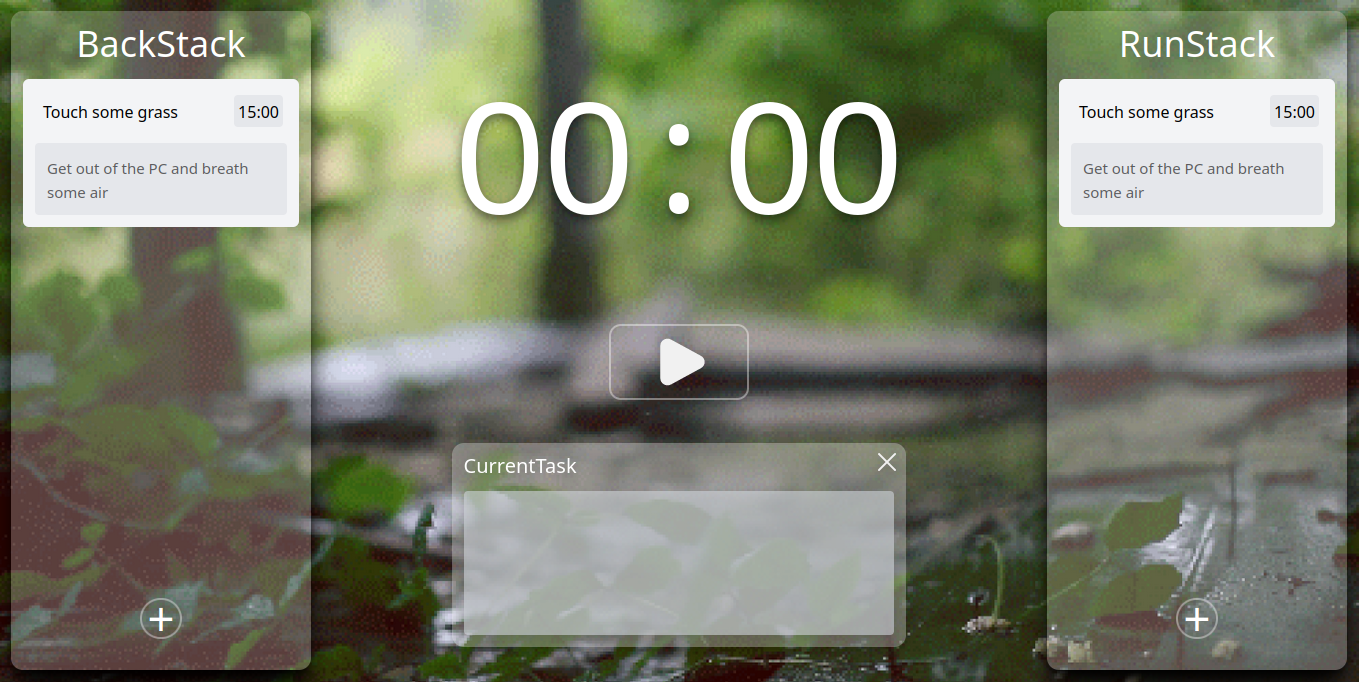 BackStack
Touch some grass 15:00
Get out of the PC and breath
some air
00:00
CurrentTask
RunStack
Touch some grass 15:00
Get out of the PC and breath
some air